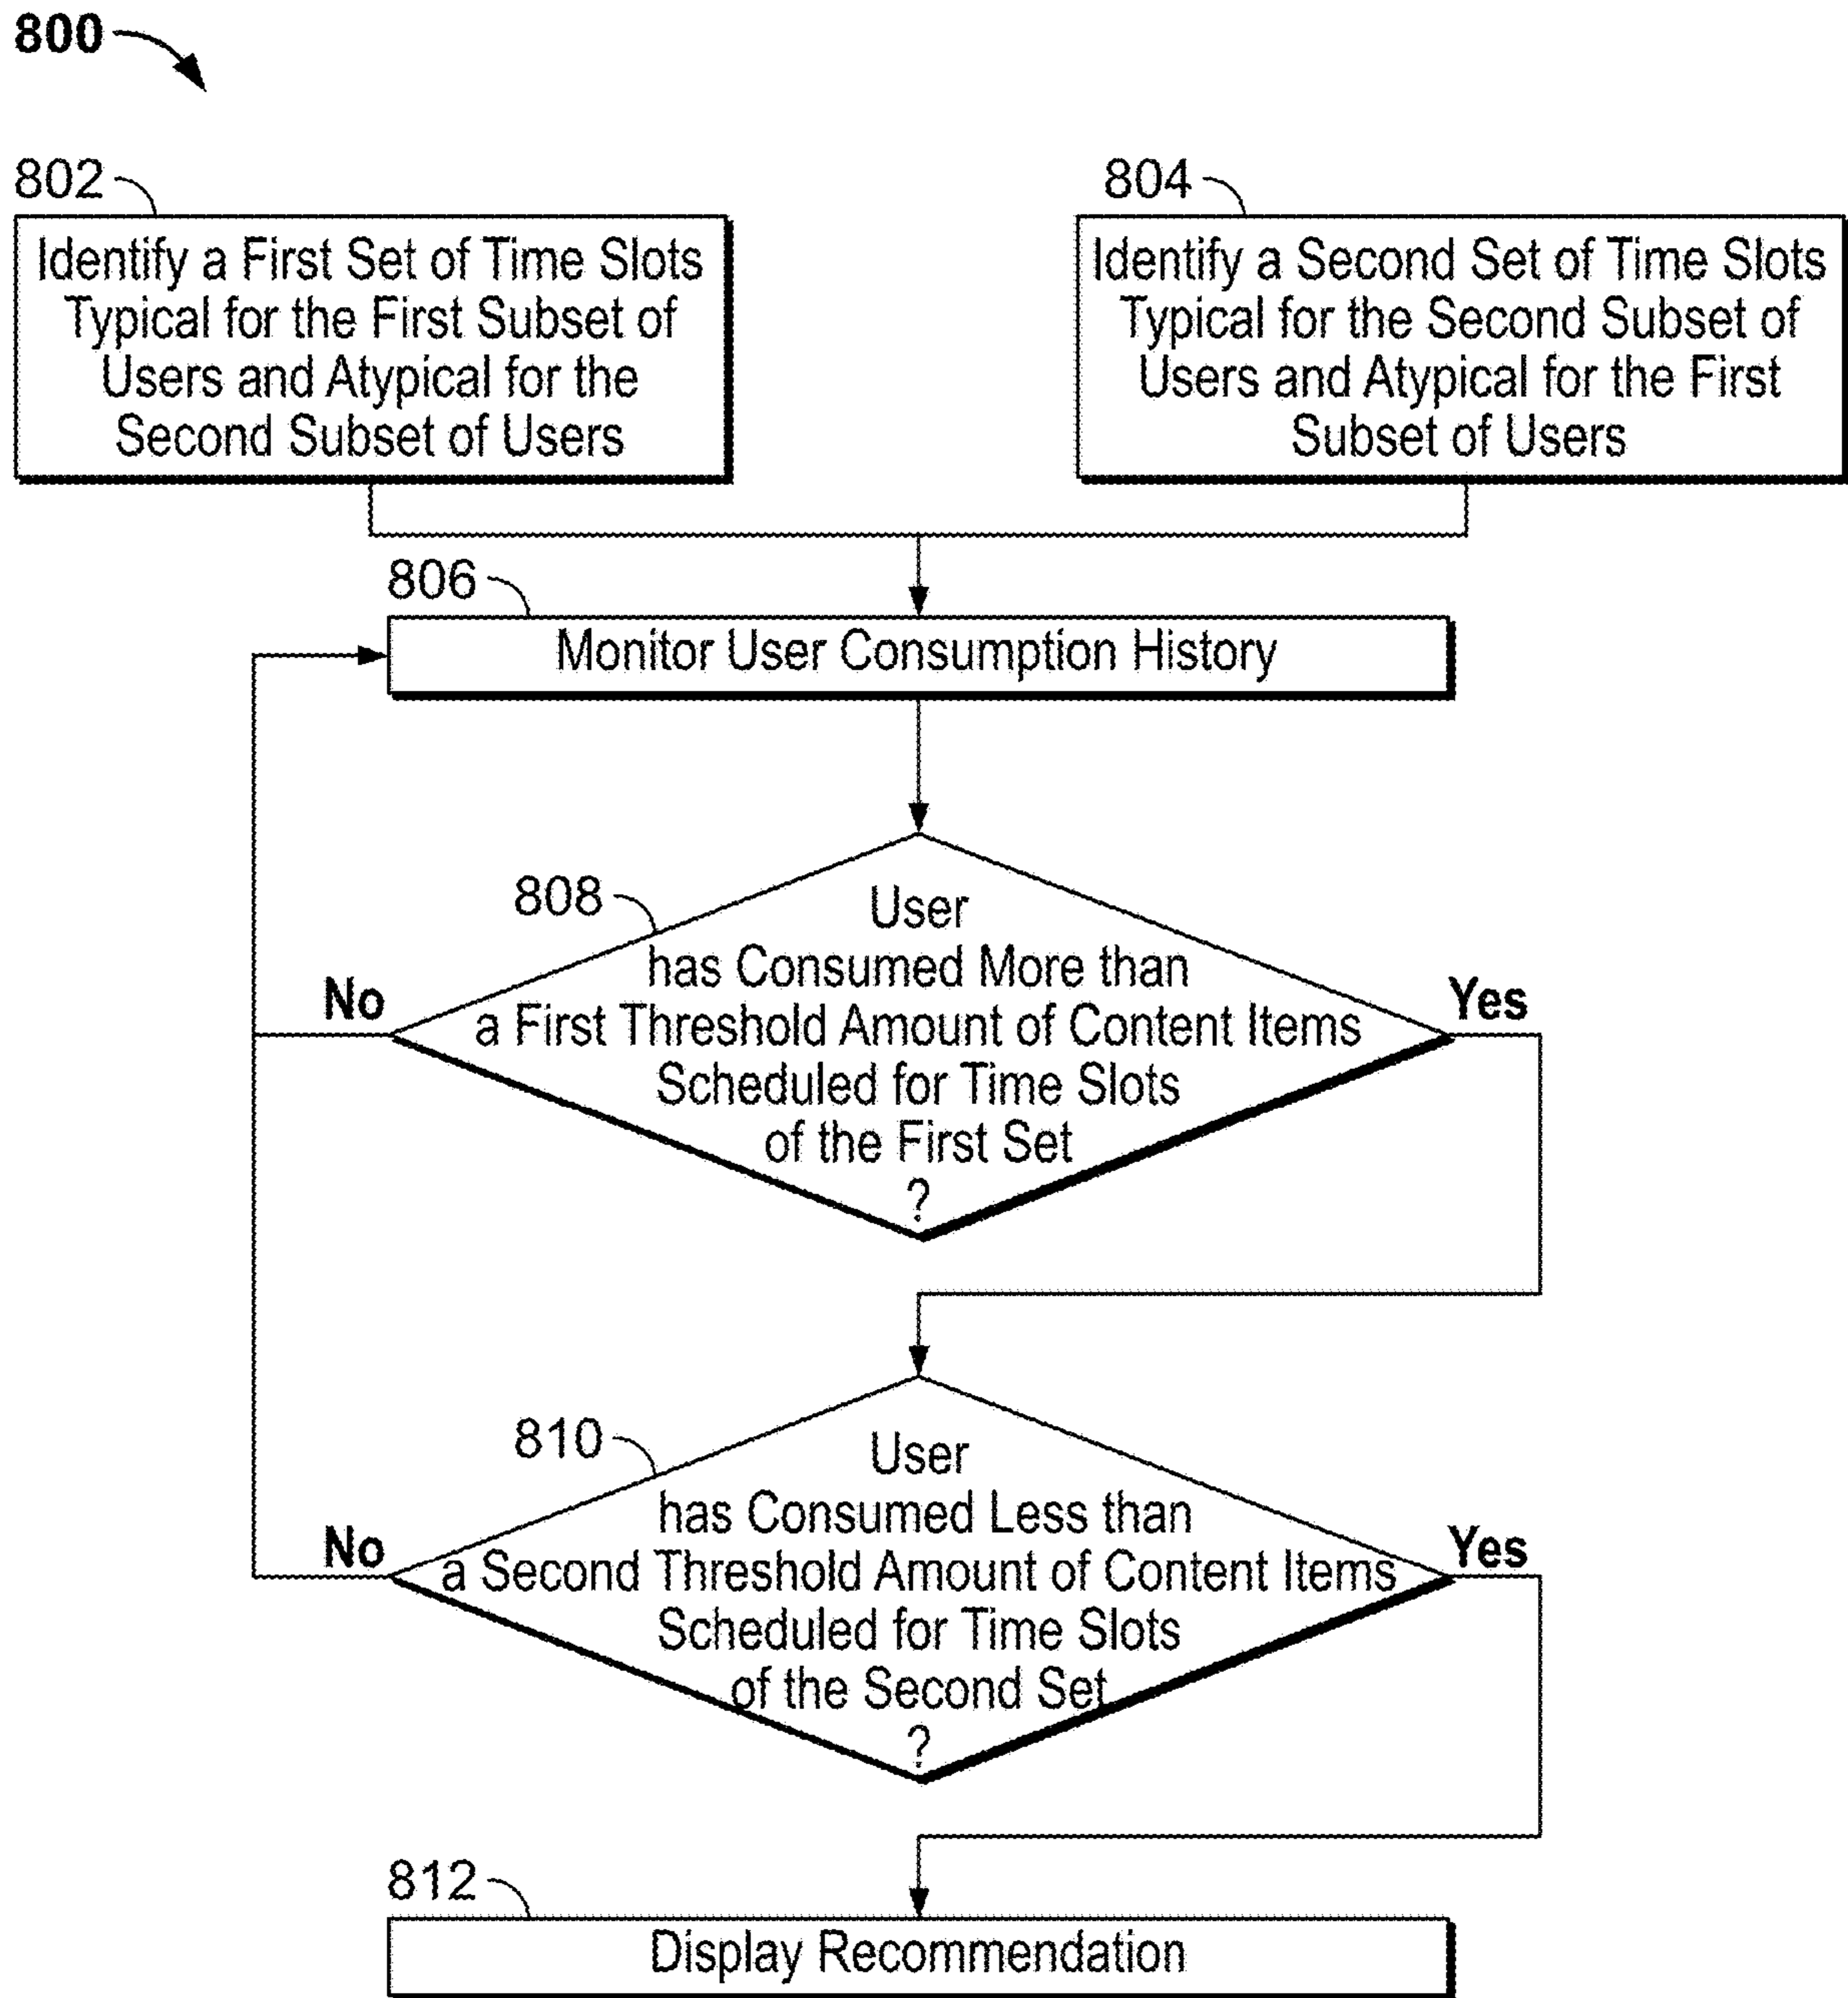 800
802
Identify a First Set of Time Slots
Typical for the First Subset of
Users and Atypical for the
Second Subset of Users
804
Identify a Second Set of Time Slots
Typical for the Second Subset of
Users and Atypical for the First
Subset of Users
806
Monitor User Consumption History
808
User
has Consumed More than
a First Threshold Amount of Content Items
Scheduled for Time Slots
of the First Set
?
No
Yes
810
User
has Consumed Less than
a Second Threshold Amount of Content Items
Scheduled for Time Slots
of the Second Set
?
No
Yes
812
Display Recommendation